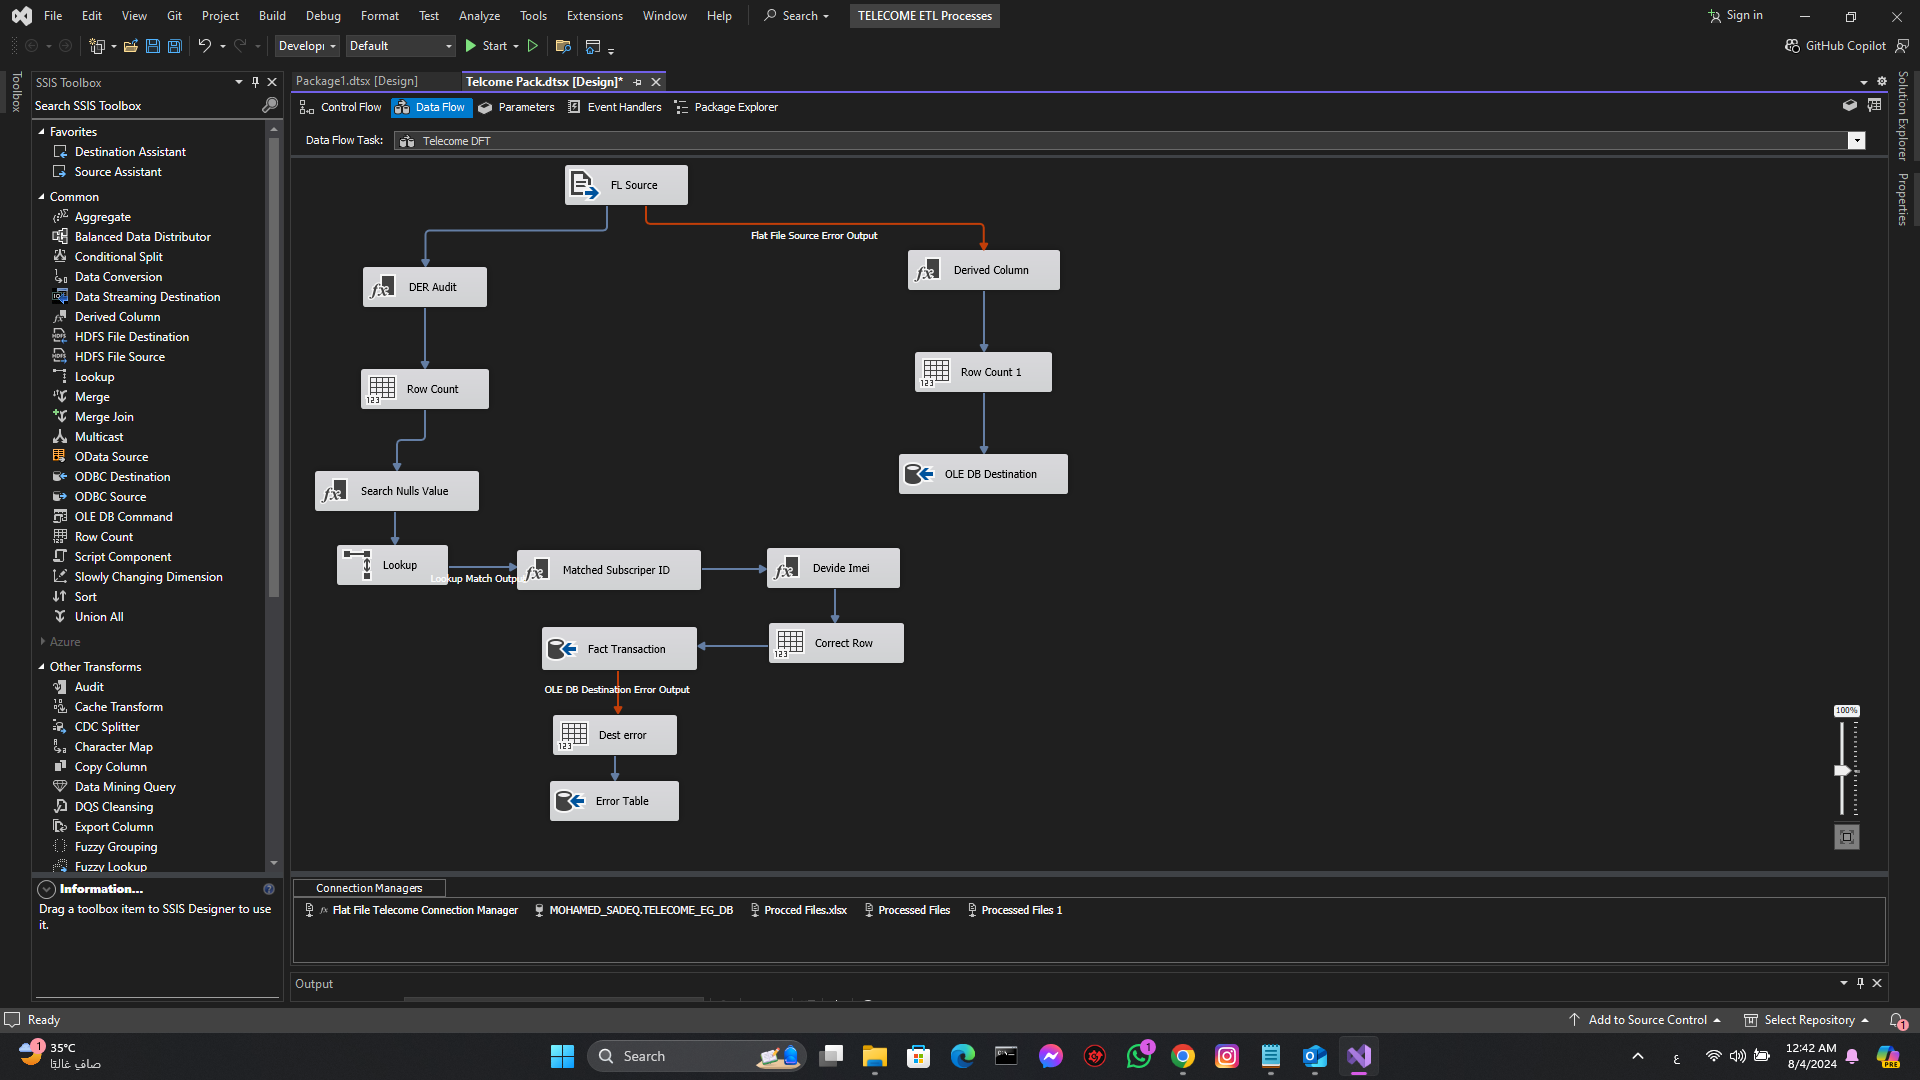 File Edit View Git Project Build Debug Format Test Analyze Tools Extensions Window Help Search TELECOME ETL Processes Sign in
Develop Default Start GitHub Copilot
Toolbox
SSIS Toolbox
Search SSIS Toolbox
Favorites
Destination Assistant
Source Assistant
Common
Aggregate
Balanced Data Distributor
Conditional Split
Data Conversion
Data Streaming Destination
Derived Column
HDFS File Destination
HDFS File Source
Lookup
Merge
Merge Join
Multicast
OData Source
ODBC Destination
ODBC Source
OLE DB Command
Row Count
Script Component
Slowly Changing Dimension
Sort
Union All
Azure
Other Transforms
Audit
Cache Transform
CDC Splitter
Character Map
Copy Column
Data Mining Query
DQS Cleansing
Export Column
Fuzzy Grouping
Fuzzy Lookup
Information...
Drag a toolbox item to SSIS Designer to use
it.
Package1.dtsx [Design] Telcome Pack.dtsx [Design]*
Control Flow Data Flow Parameters Event Handlers Package Explorer
Data Flow Task: Telecome DFT
FL Source
Flat File Source Error Output
Derived Column
DER Audit
Row Count 1
Row Count
OLE DB Destination
Search Nulls Value
Lookup
Lookup Match Output
Matched Subscriper ID
Devide Imei
Correct Row
Fact Transaction
OLE DB Destination Error Output
Dest error
Error Table
100%
Solution Explorer
Properties
Connection Managers
Flat File Telecome Connection Manager MOHAMED_SADEQ.TELECOME_EG_DB Procced Files.xlsx Processed Files Processed Files 1
Output
Ready Add to Source Control Select Repository 1
1 35°C
صافٍ غالبًا
Search
1
ع
12:42 AM
8/4/2024
PRE